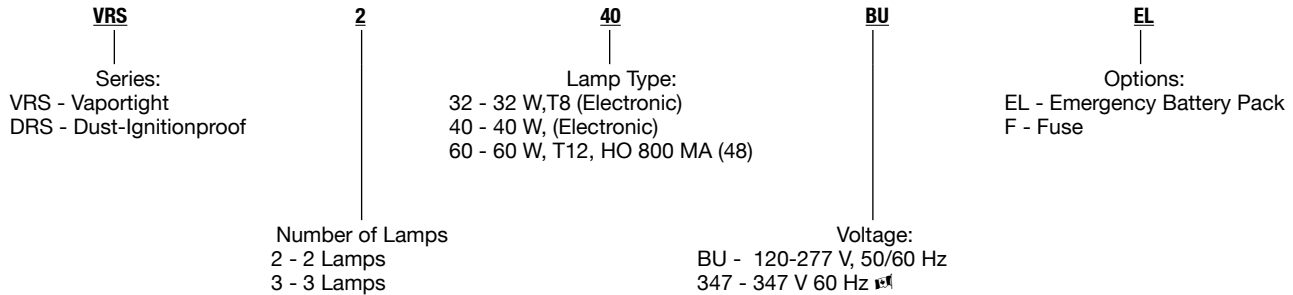 VRS 2 40 BU EL
Series:
VRS - Vaportight
DRS - Dust-Ignitionproof
Lamp Type:
32 - 32 W,T8 (Electronic)
40 - 40 W, (Electronic)
60 - 60 W, T12, HO 800 MA (48)
Options:
EL - Emergency Battery Pack
F - Fuse
Number of Lamps
2 - 2 Lamps
3 - 3 Lamps
Voltage:
BU - 120-277 V, 50/60 Hz
347 - 347 V 60 Hz